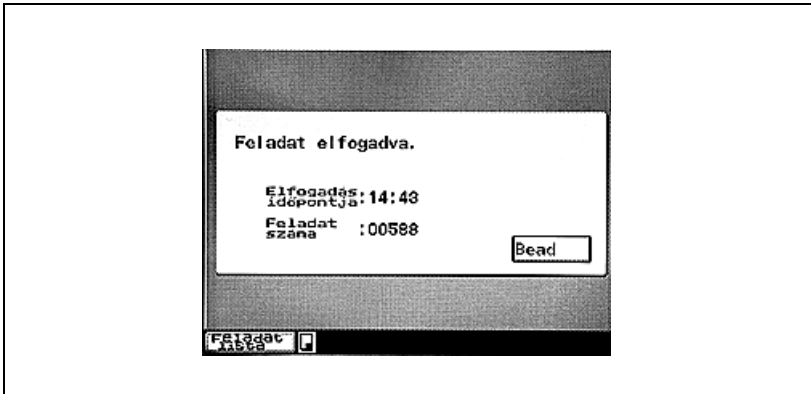 Feladat elfogadva.
Elfogadás
időpontja:14:43
Feladat
száma :00588
Bead
Feladat
lista